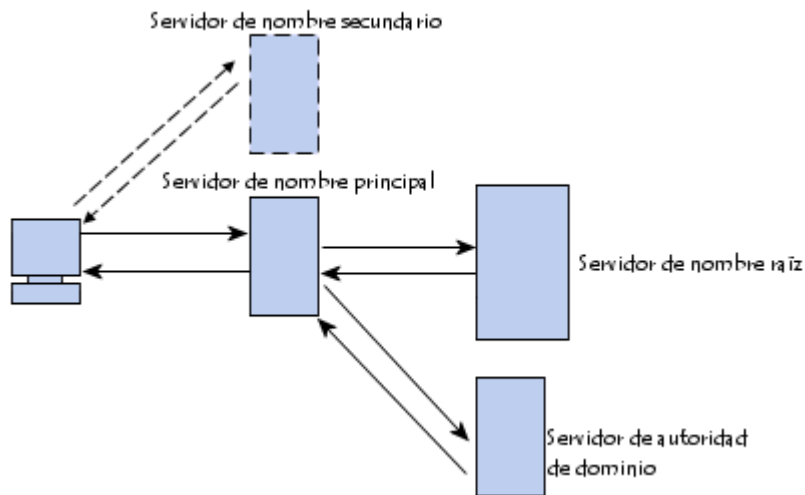 Servidor de nombre secundario
Servidor de nombre principal
Servidor de nombre raíz
Servidor de autoridad
de dominio